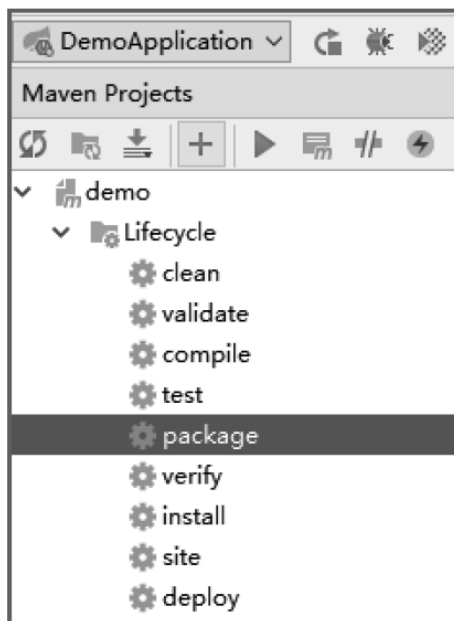 DemoApplication
Maven Projects
demo
Lifecycle
clean
validate
compile
test
package
verify
install
site
deploy